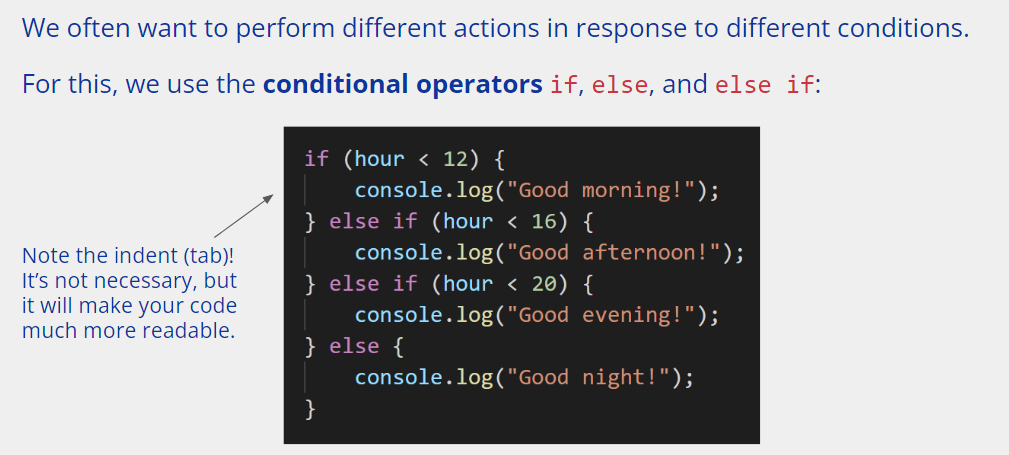 We often want to perform different actions in response to different conditions.
For this, we use the conditional operators if, else, and else if:
if (hour < 12) {
    console.log("Good morning!");
} else if (hour < 16) {
    console.log("Good afternoon!");
} else if (hour < 20) {
    console.log("Good evening!");
} else {
    console.log("Good night!");
}
Note the indent (tab)!
It’s not necessary, but
it will make your code
much more readable.